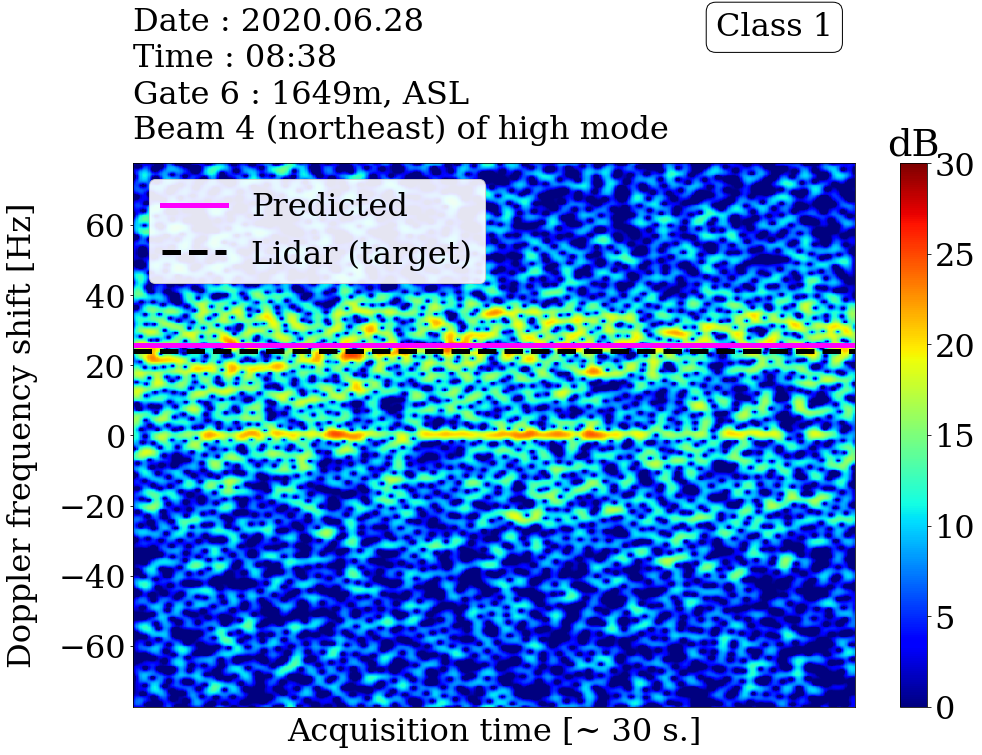 Date : 2020.06.28
Time : 08:38
Gate 6 : 1649m, ASL
Beam 4 (northeast) of high mode
Class 1
dB
Predicted
Lidar (target)
Doppler frequency shift [Hz]
60
40
20
0
−20
−40
−60
30
25
20
15
10
5
0
Acquisition time [~ 30 s.]